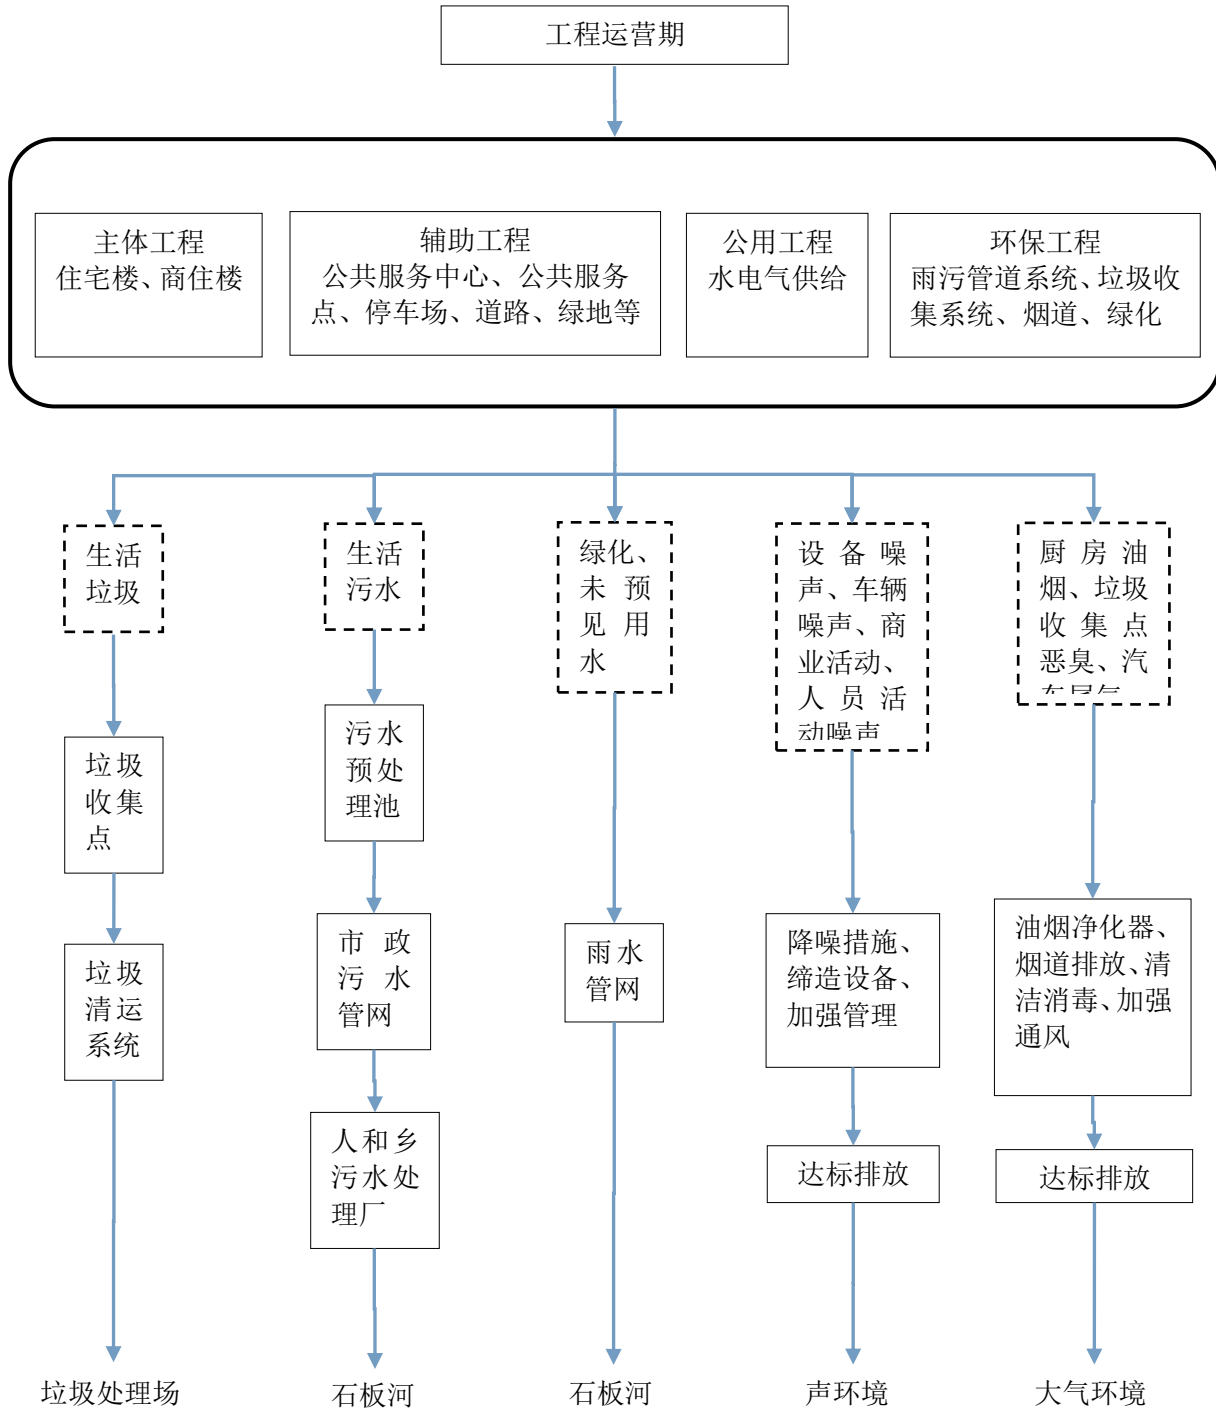 工程运营期
主体工程
住宅楼、商住楼
辅助工程
公共服务中心、公共服务
点、停车场、道路、绿地等
公用工程
水电气供给
环保工程
雨污管道系统、垃圾收
集系统、烟道、绿化
生活
垃圾
生活
污水
绿化、
未预
见用
水
设备噪
声、车辆
噪声、商
业活动、
人员活
动噪声
厨房油
烟、垃圾
收集点
恶臭、汽
车尾气
垃圾
收集
点
污水
预处
理池
垃圾
清运
系统
市政
污水
管网
雨水
管网
降噪措施、
缔造设备、
加强管理
油烟净化器、
烟道排放、清
洁消毒、加强
通风
人和乡
污水处
理厂
达标排放
达标排放
垃圾处理场
石板河
石板河
声环境
大气环境